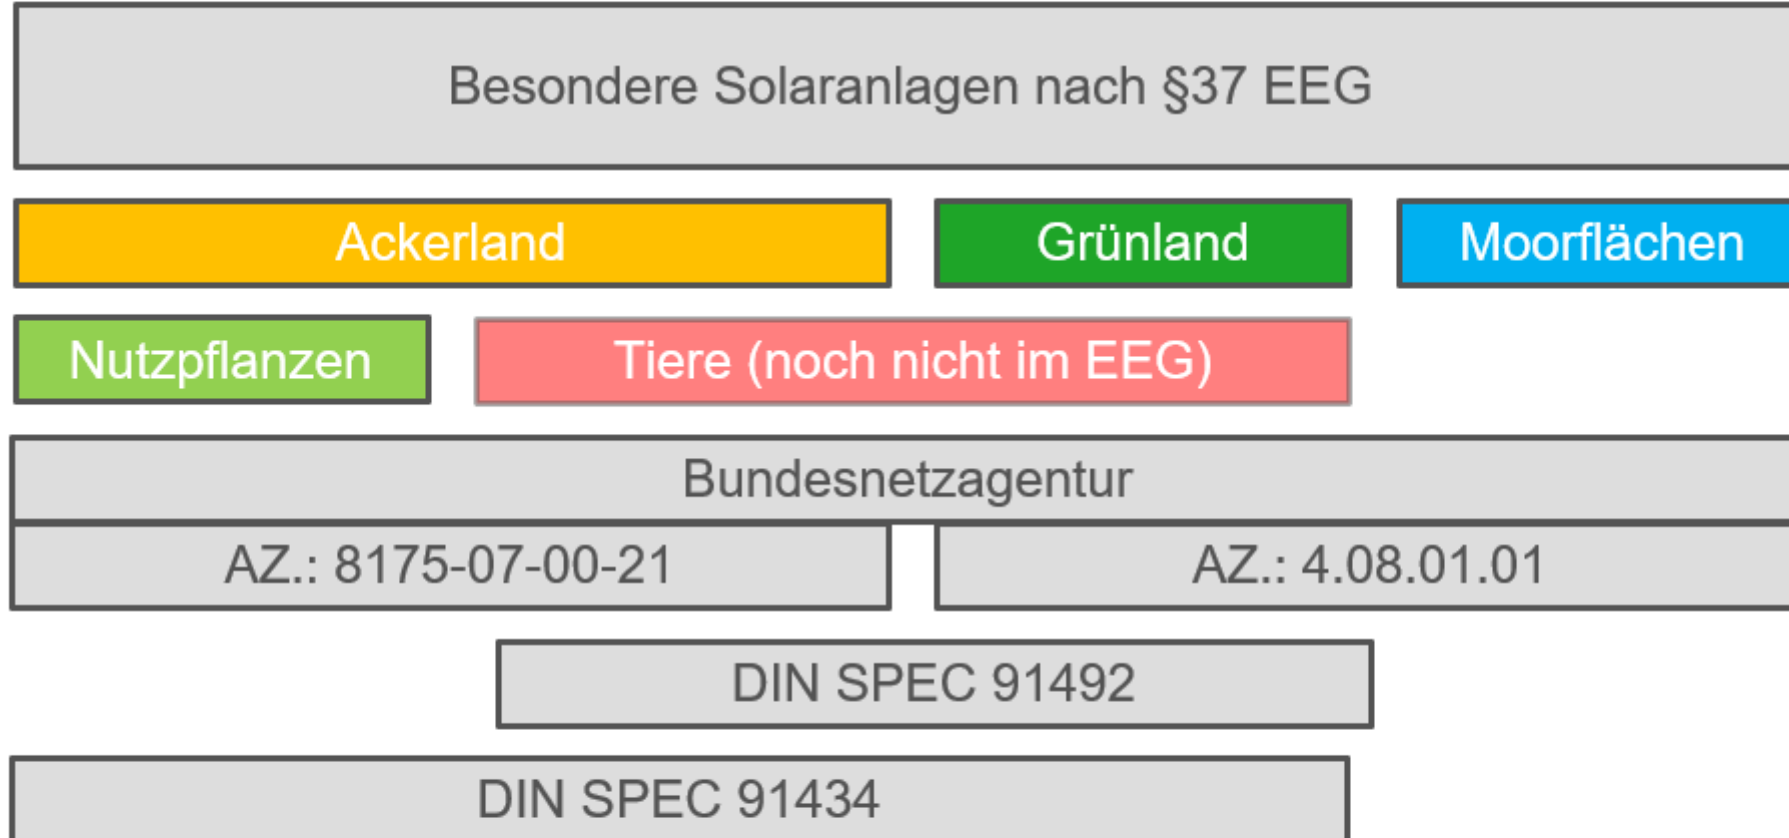 Besondere Solaranlagen nach §37 EEG
Ackerland
Grünland
Moorflächen
Nutzpflanzen
Tiere (noch nicht im EEG)
Bundesnetzagentur
AZ.: 8175-07-00-21
AZ.: 4.08.01.01
DIN SPEC 91492
DIN SPEC 91434